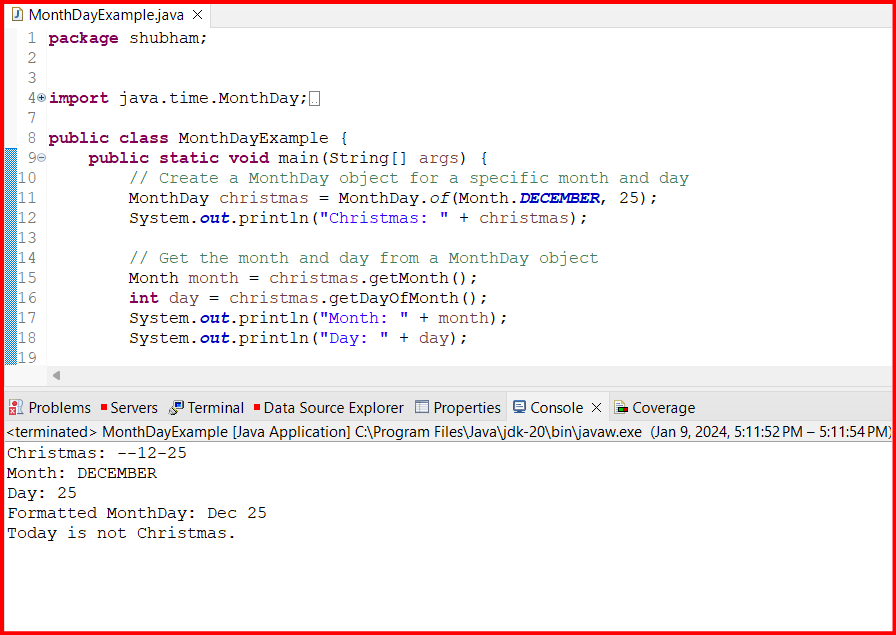 MonthDayExample.java
1 package shubham;
2
3
4 import java.time.MonthDay;
7
8 public class MonthDayExample {
9     public static void main(String[] args) {
10         // Create a MonthDay object for a specific month and day
11         MonthDay christmas = MonthDay.of(Month.DECEMBER, 25);
12         System.out.println("Christmas: " + christmas);
13
14         // Get the month and day from a MonthDay object
15         Month month = christmas.getMonth();
16         int day = christmas.getDayOfMonth();
17         System.out.println("Month: " + month);
18         System.out.println("Day: " + day);
19
Problems Servers Terminal Data Source Explorer Properties Console Coverage
<terminated> MonthDayExample [Java Application] C:\Program Files\Java\jdk-20\bin\javaw.exe (Jan 9, 2024, 5:11:52 PM – 5:11:54 PM)
Christmas: --12-25
Month: DECEMBER
Day: 25
Formatted MonthDay: Dec 25
Today is not Christmas.